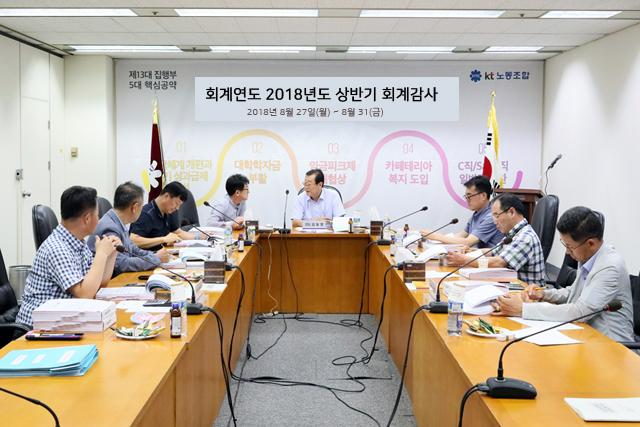 제13대 집행부
5대 핵심공약
kt 노동조합
회계연도 2018년도 상반기 회계감사
2018년 8월 27일(월) ~ 8월 31(금)
01
02
03
04
대학학자금
부활
임금피크제
카페테리아
복지 도입